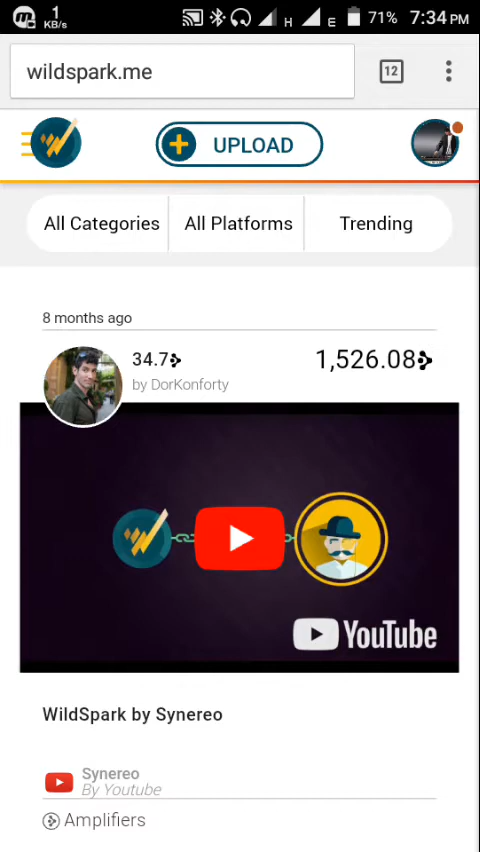 1 KB/s H E 71% 7:34 PM
wildspark.me 12
UPLOAD
All Categories All Platforms Trending
8 months ago
34.7 1,526.08
by DorKonforty
YouTube
WildSpark by Synereo
Synereo
By Youtube
Amplifiers